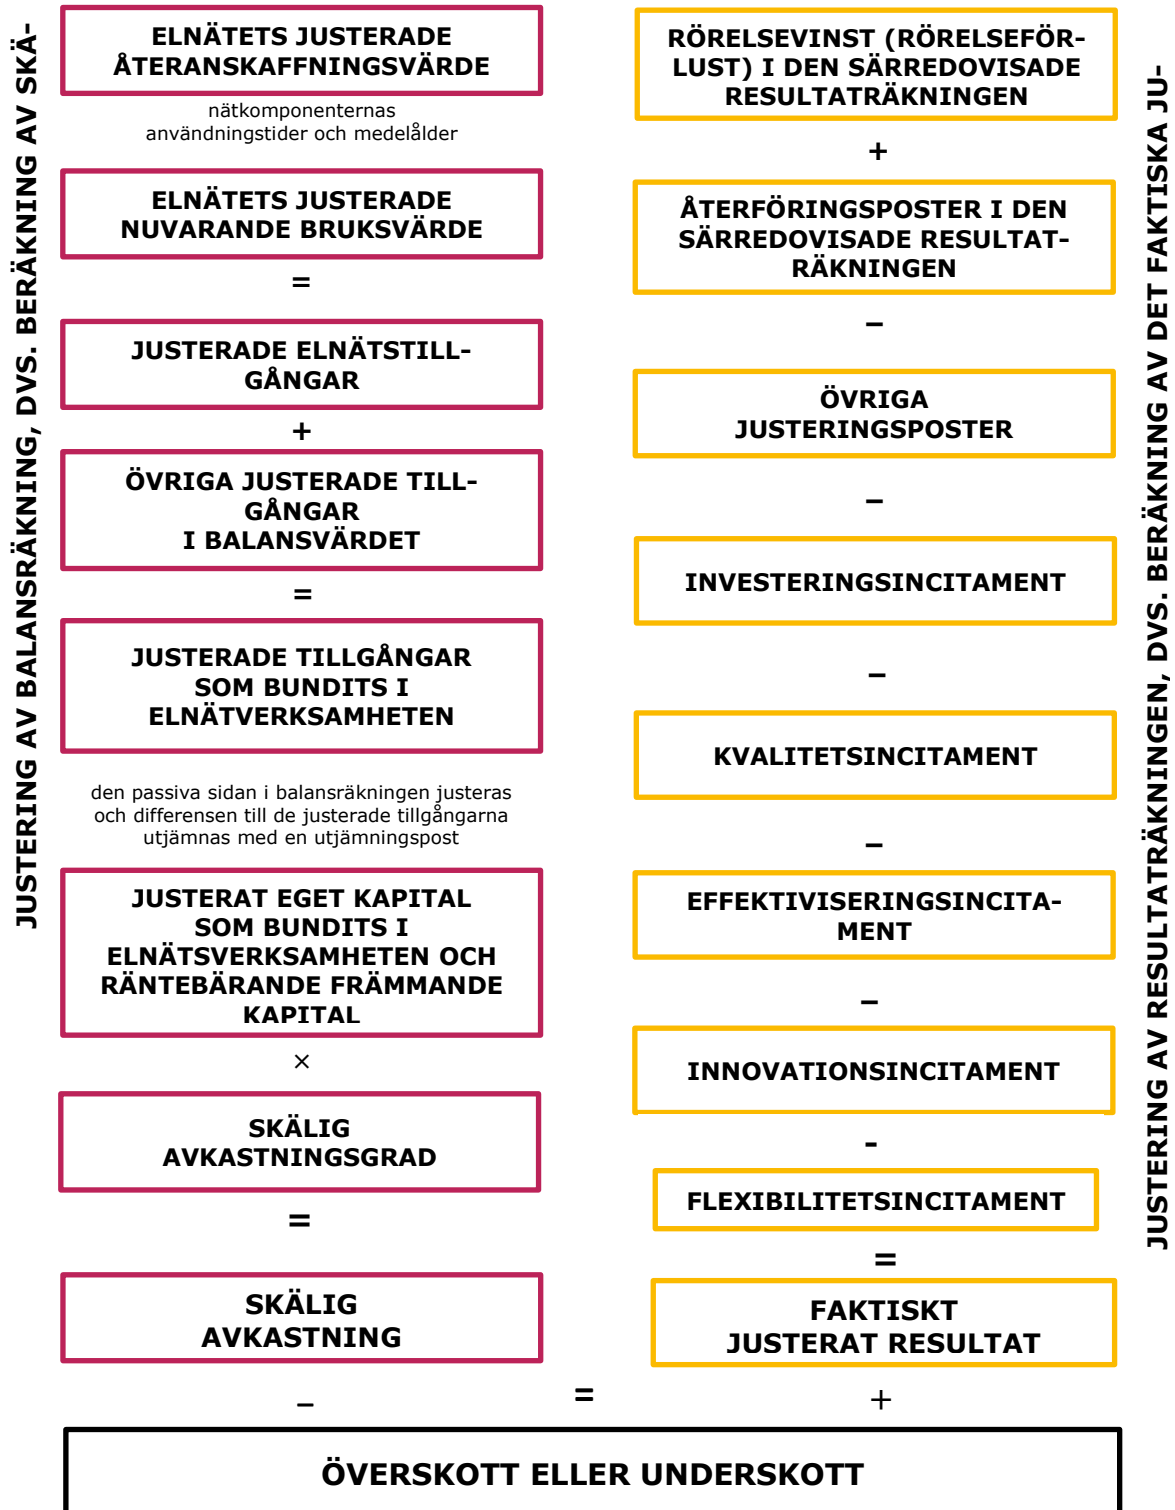 JUSTERING AV BALANSRÄKNING, DVS. BERÄKNING AV SKÄ-
ELNÄTETS JUSTERADE
ÅTERANSKAFFNINGSVÄRDE
nätkomponenternas
användningstider och medelålder
ELNÄTETS JUSTERADE
NUVARANDE BRUKSVÄRDE
=
JUSTERADE ELNÄTSTILL-
GÅNGAR
+
ÖVRIGA JUSTERADE TILL-
GÅNGAR
I BALANSVÄRDET
=
JUSTERADE TILLGÅNGAR
SOM BUNDITS I
ELNÄTVERKSAMHETEN
den passiva sidan i balansräkningen justeras
och differensen till de justerade tillgångarna
utjämnas med en utjämningspost
JUSTERAT EGET KAPITAL
SOM BUNDITS I
ELNÄTSVERKSAMHETEN OCH
RÄNTEBÄRANDE FRÄMMANDE
KAPITAL
×
SKÄLIG
AVKASTNINGSGRAD
=
SKÄLIG
AVKASTNING
RÖRELSEVINST (RÖRELSEFÖR-
LUST) I DEN SÄRREDOVISADE
RESULTATRÄKNINGEN
+
ÅTERFÖRINGSPOSTER I DEN
SÄRREDOVISADE RESULTAT-
RÄKNINGEN
–
ÖVRIGA
JUSTERINGSPOSTER
–
INVESTERINGSINCITAMENT
–
KVALITETSINCITAMENT
–
EFFEKTIVISERINGSINCITA-
MENT
–
INNOVATIONSINCITAMENT
-
FLEXIBILITETSINCITAMENT
=
FAKTISKT
JUSTERAT RESULTAT
JUSTERING AV RESULTATRÄKNINGEN, DVS. BERÄKNING AV DET FAKTISKA JU-
– = +
ÖVERSKOTT ELLER UNDERSKOTT